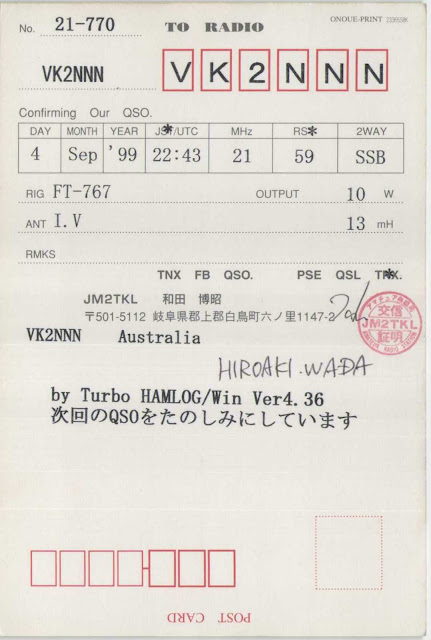 No. 21-770 TO RADIO ONOUE-PRINT
VK2NNN VK2NNN
Confirming Our QSO.
DAY MONTH YEAR J*/UTC MHz RS* 2WAY
4 Sep '99 22:43 21 59 SSB
RIG FT-767 OUTPUT 10 W
ANT I.V 13 mH
RMKS
TNX FB QSO. PSE QSL T*X.
JM2TKL 和田 博昭
〒501-5112 岐阜県郡上郡白鳥町六ノ里1147-2
交信
JM2TKL
証明
VK2NNN Australia
HIROAKI.WADA
by Turbo HAMLOG/Win Ver4.36
次回のQSOをたのしみにしています
POST CARD